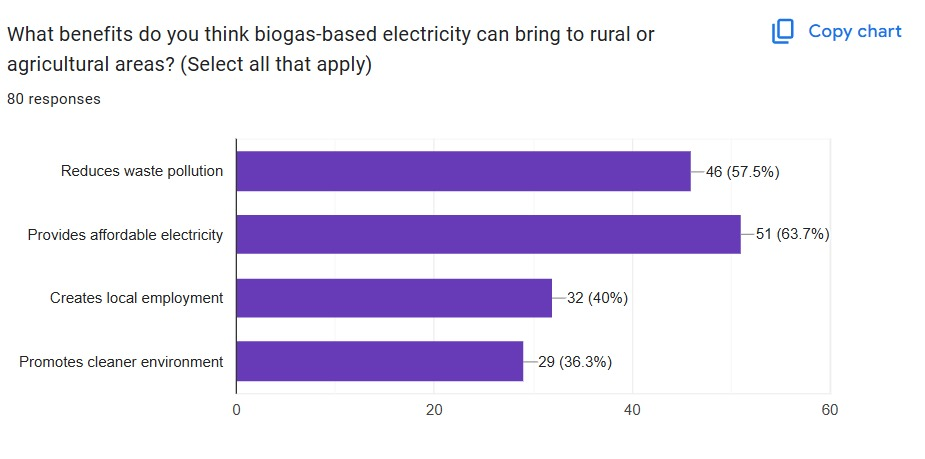 What benefits do you think biogas-based electricity can bring to rural or
agricultural areas? (Select all that apply)
Copy chart
80 responses
Reduces waste pollution
46 (57.5%)
Provides affordable electricity
51 (63.7%)
Creates local employment
32 (40%)
Promotes cleaner environment
29 (36.3%)
0
20
40
60